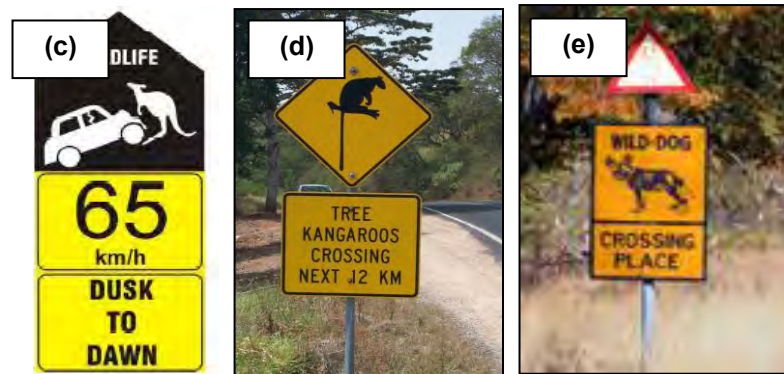 (c)
DLIFE
65
km/h
DUSK
TO
DAWN
(d)
TREE
KANGAROOS
CROSSING
NEXT 12 KM
(e)
WILD-DOG
CROSSING
PLACE